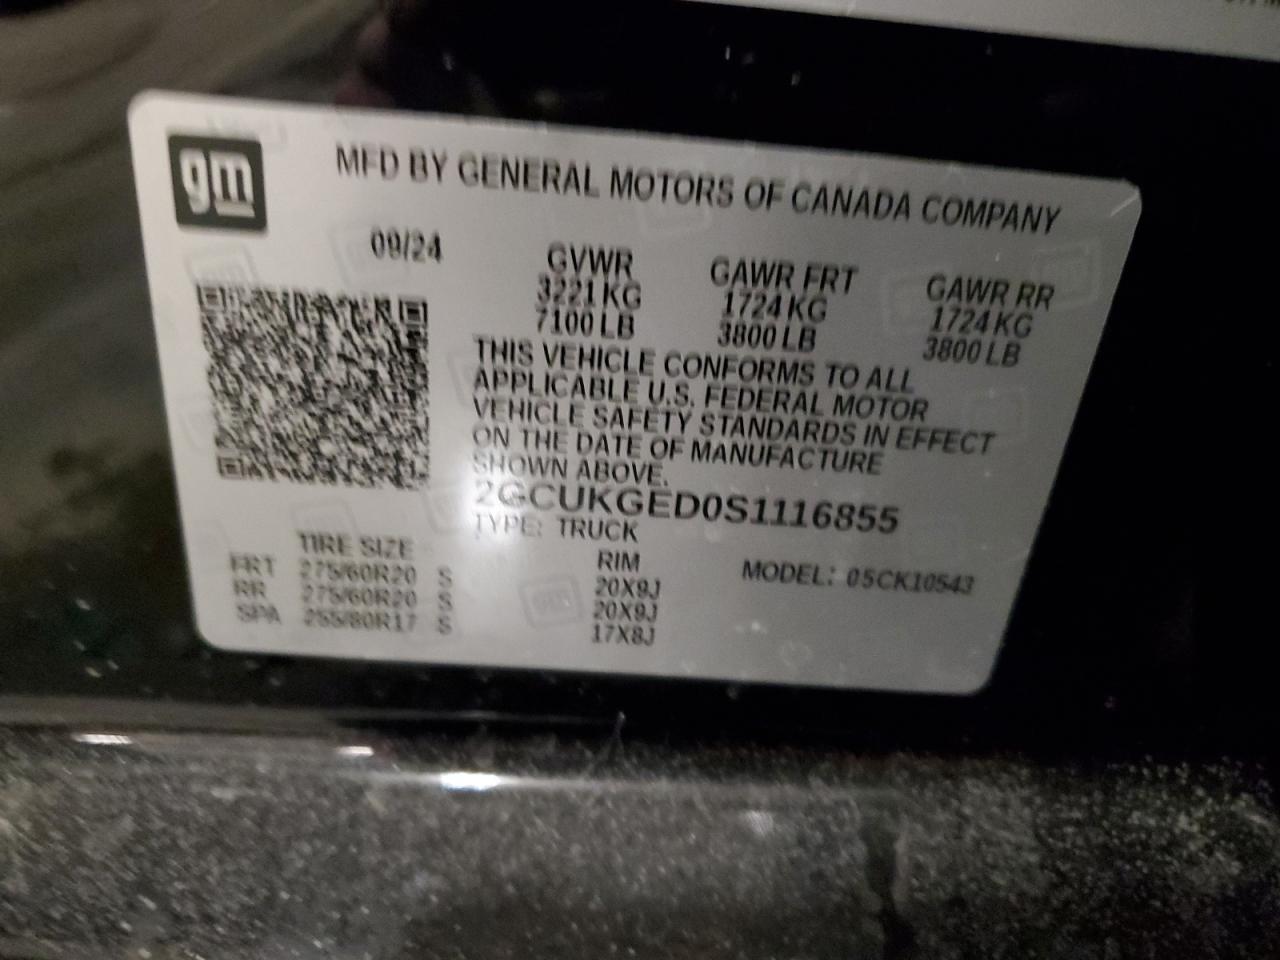 gm
MFD BY GENERAL MOTORS OF CANADA COMPANY
09/24
GVWR GAWR FRT GAWR RR
3221 KG 1724 KG 1724 KG
7100 LB 3800 LB 3800 LB
THIS VEHICLE CONFORMS TO ALL
APPLICABLE U.S. FEDERAL MOTOR
VEHICLE SAFETY STANDARDS IN EFFECT
ON THE DATE OF MANUFACTURE
SHOWN ABOVE.
2GCUKGED0S1116855
TYPE: TRUCK
TIRE SIZE RIM MODEL: 05CK10543
FRT 275/60R20 S 20X9J
RR 275/60R20 S 20X9J
SPA 255/80R17 S 17X8J